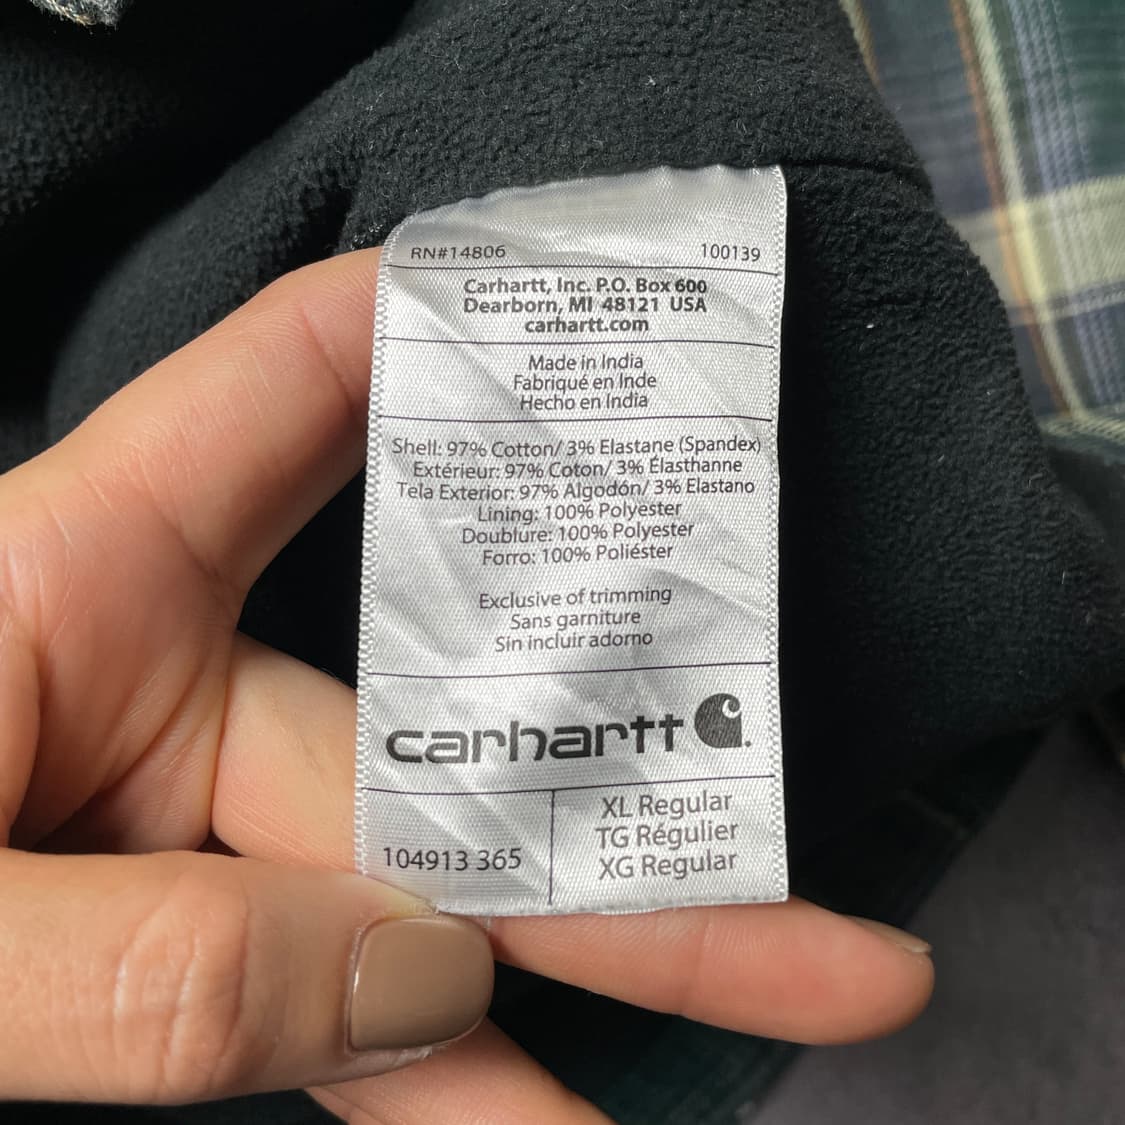 RN#14806 100139
Carhartt, Inc. P.O. Box 600
Dearborn, MI 48121 USA
carhartt.com
Made in India
Fabriqué en Inde
Hecho en India
Shell: 97% Cotton/ 3% Elastane (Spandex)
Extérieur: 97% Coton/ 3% Élasthanne
Tela Exterior: 97% Algodón/ 3% Elastano
Lining: 100% Polyester
Doublure: 100% Polyester
Forro: 100% Poliéster
Exclusive of trimming
Sans garniture
Sin incluir adorno
carhartt
104913 365
XL Regular
TG Régulier
XG Regular